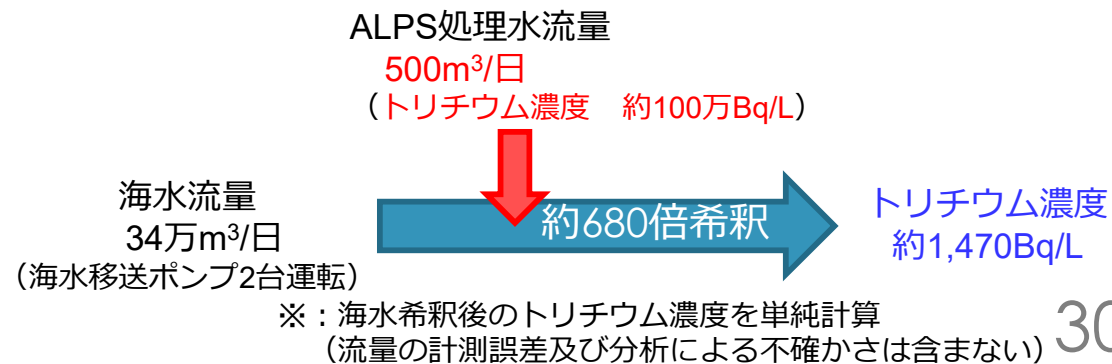 ALPS処理水流量
500m³/日
（トリチウム濃度　約100万Bq/L）
海水流量
34万m³/日
（海水移送ポンプ2台運転）
約680倍希釈
トリチウム濃度
約1,470Bq/L
※：海水希釈後のトリチウム濃度を単純計算
（流量の計測誤差及び分析による不確かさは含まない）
30